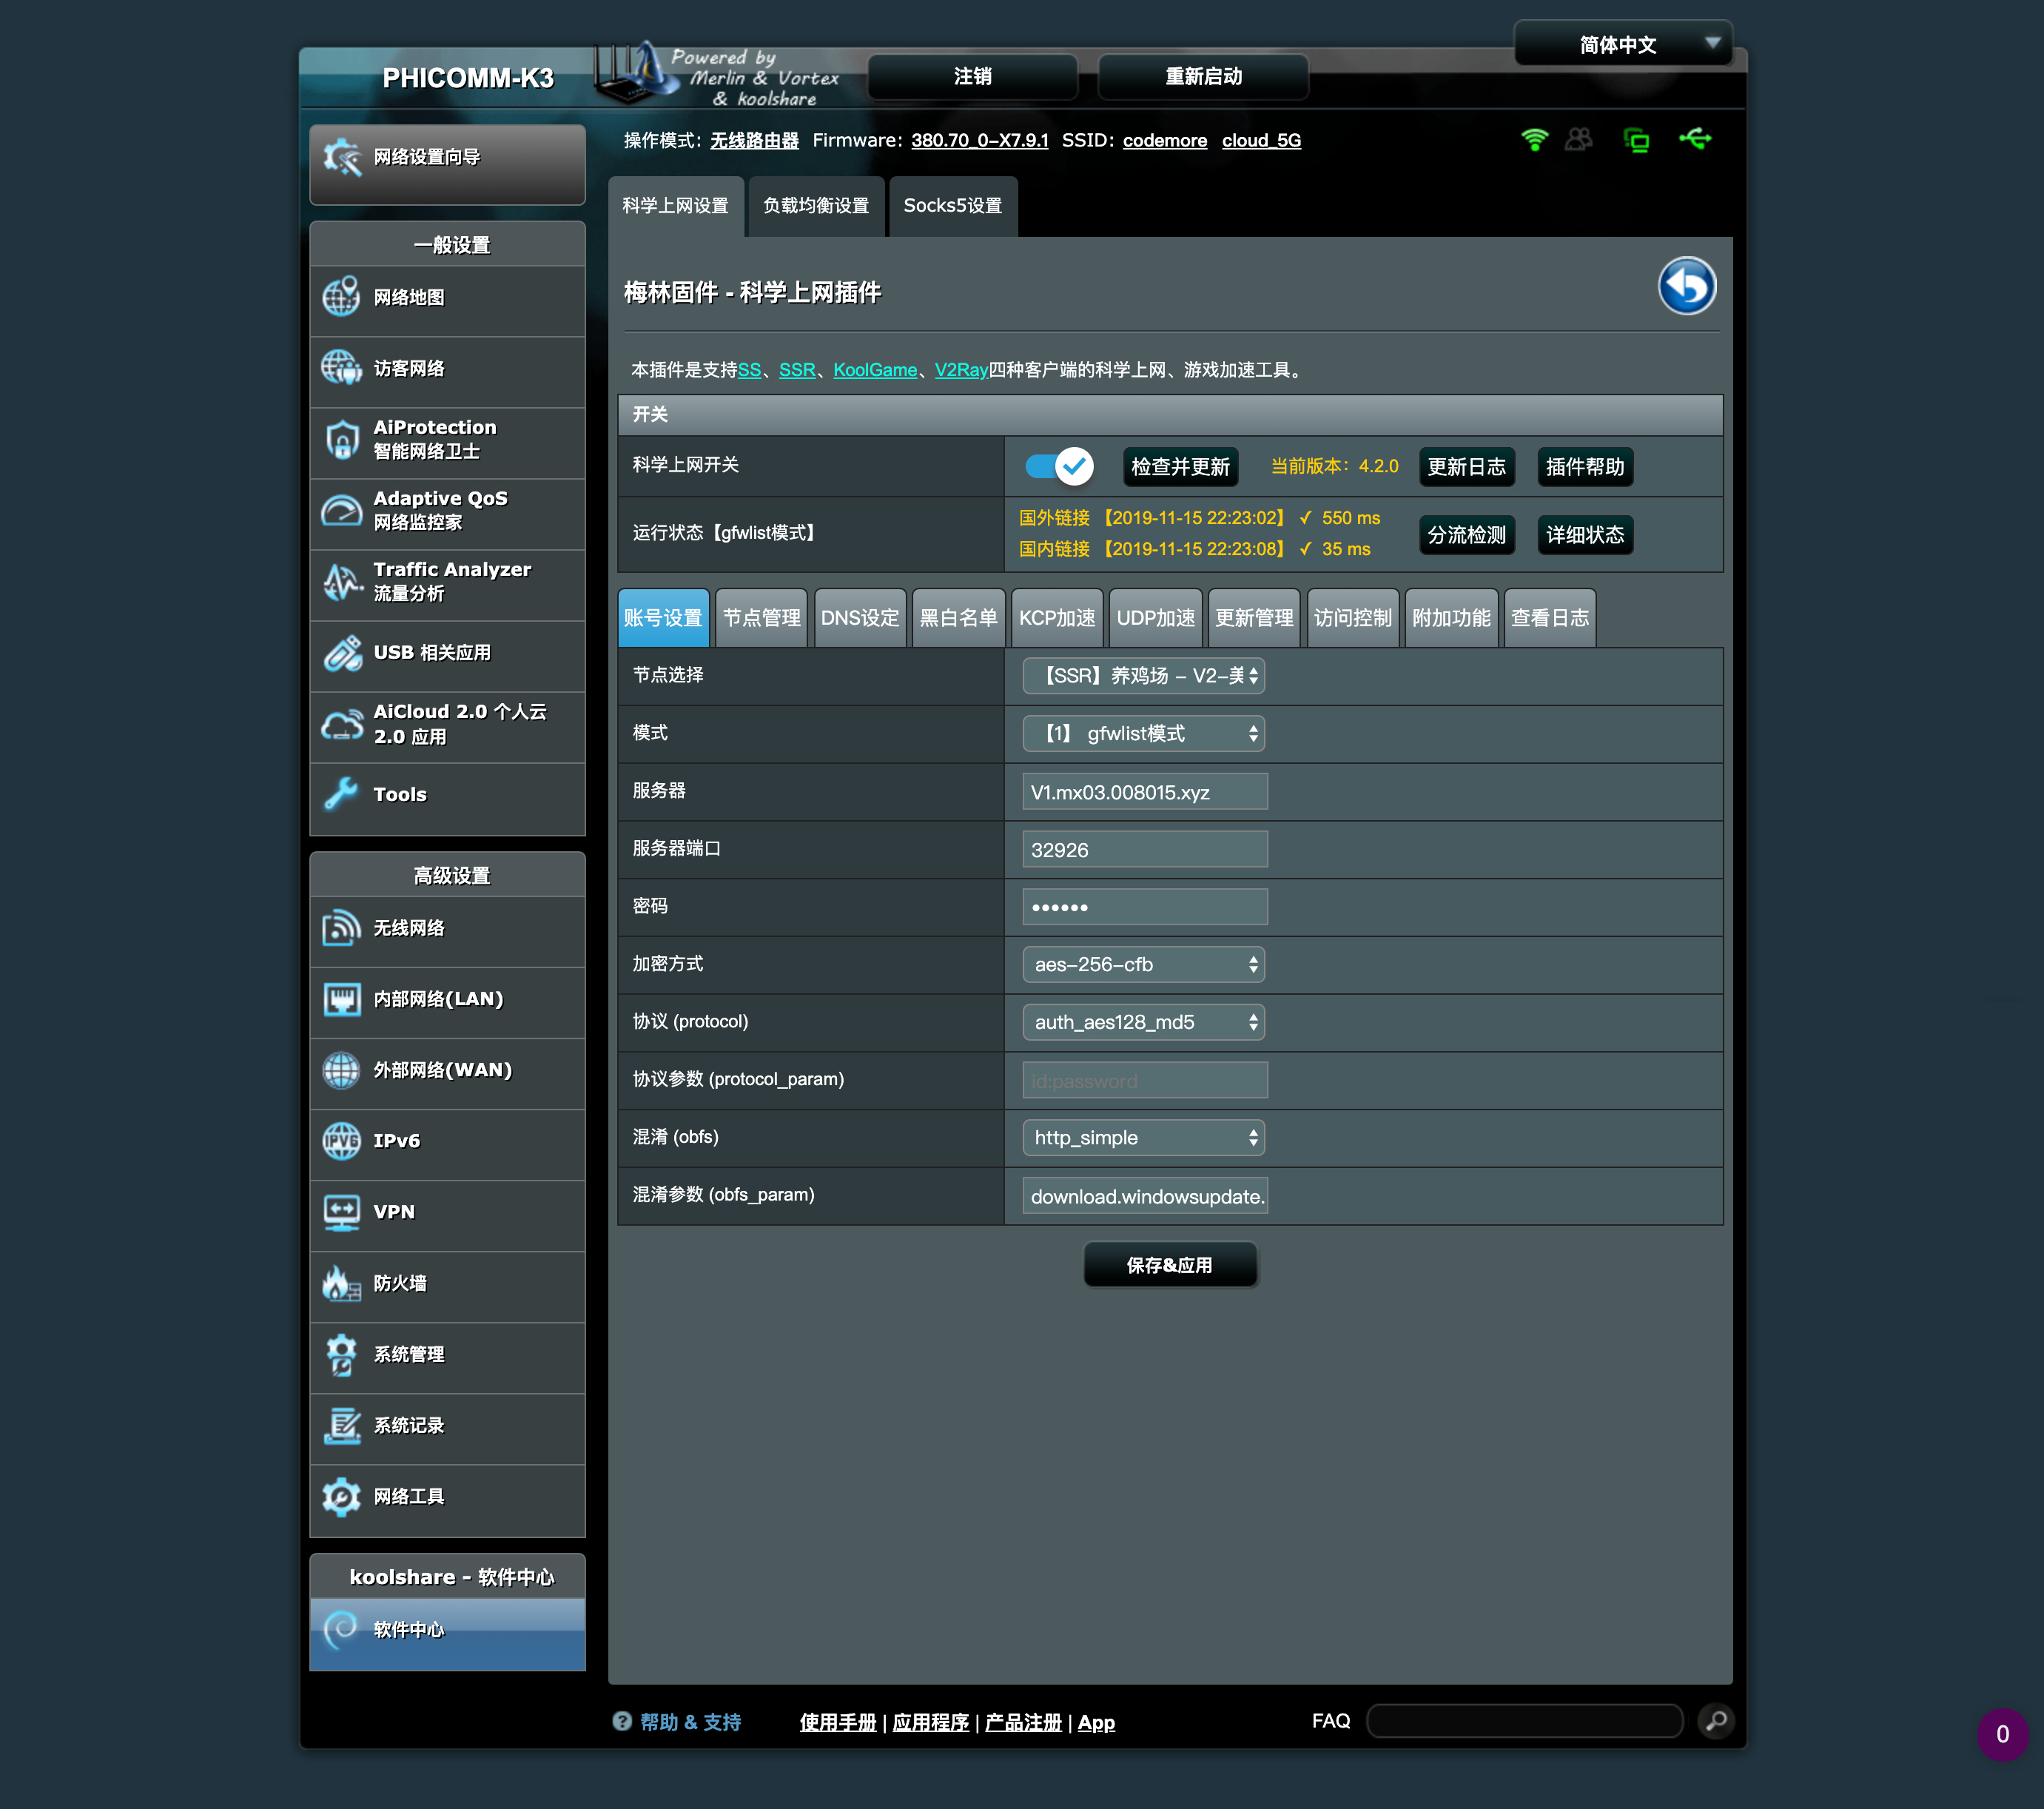 简体中文
PHICOMM-K3
Powered by
Merlin & Vortex
& koolshare
注销
重新启动
操作模式: 无线路由器 Firmware: 380.70_0-X7.9.1 SSID: codemore cloud_5G
网络设置向导
一般设置
网络地图
访客网络
AiProtection
智能网络卫士
Adaptive QoS
网络监控家
Traffic Analyzer
流量分析
USB 相关应用
AiCloud 2.0 个人云
2.0 应用
Tools
高级设置
无线网络
内部网络(LAN)
外部网络(WAN)
IPv6
VPN
防火墙
系统管理
系统记录
网络工具
koolshare - 软件中心
软件中心
科学上网设置 负载均衡设置 Socks5设置
梅林固件 - 科学上网插件
本插件是支持SS、SSR、KoolGame、V2Ray四种客户端的科学上网、游戏加速工具。
开关
科学上网开关 检查并更新 当前版本: 4.2.0 更新日志 插件帮助
运行状态【gfwlist模式】
国外链接 【2019-11-15 22:23:02】 ✓ 550 ms
国内链接 【2019-11-15 22:23:08】 ✓ 35 ms
分流检测 详细状态
账号设置 节点管理 DNS设定 黑白名单 KCP加速 UDP加速 更新管理 访问控制 附加功能 查看日志
节点选择 【SSR】养鸡场 - V2-美
模式 【1】 gfwlist模式
服务器 V1.mx03.008015.xyz
服务器端口 32926
密码 ••••••
加密方式 aes-256-cfb
协议 (protocol) auth_aes128_md5
协议参数 (protocol_param) id:password
混淆 (obfs) http_simple
混淆参数 (obfs_param) download.windowsupdate.
保存&应用
帮助 & 支持 使用手册 | 应用程序 | 产品注册 | App FAQ
0